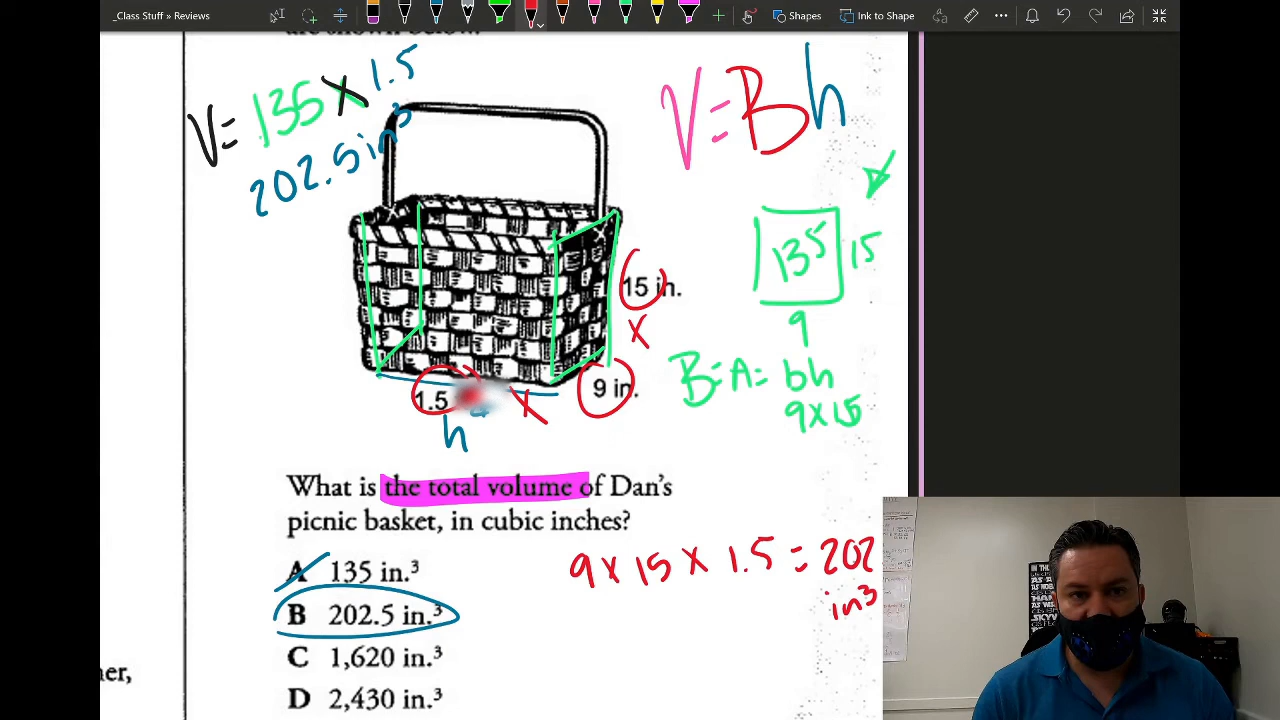 _Class Stuff » Reviews
Shapes
Ink to Shape
V= 135 X 1.5
202.5 in³
V=Bh
135
15
9
15 in.
X
9 in.
1.5
X
h
B=A= bh
9x15
What is the total volume of Dan's
picnic basket, in cubic inches?
A 135 in.³
B 202.5 in.³
C 1,620 in.³
D 2,430 in.³
9 x 15 x 1.5 = 202
in³
er,